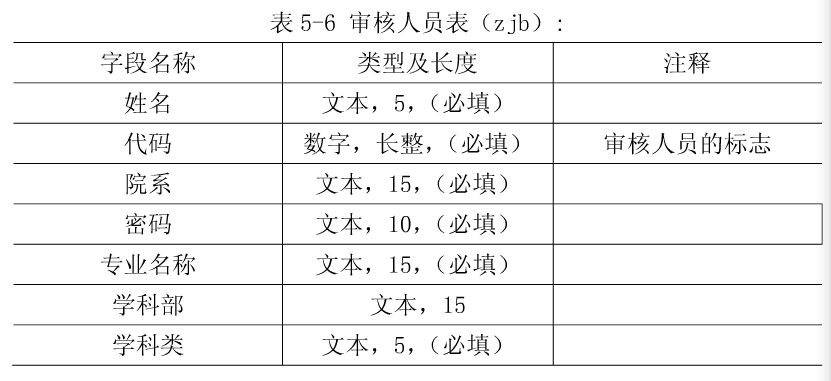 表 5-6 审核人员表（zjb）:
字段名称 类型及长度 注释
姓名 文本，5，（必填）
代码 数字，长整，（必填） 审核人员的标志
院系 文本，15，（必填）
密码 文本，10，（必填）
专业名称 文本，15，（必填）
学科部 文本，15
学科类 文本，5，（必填）